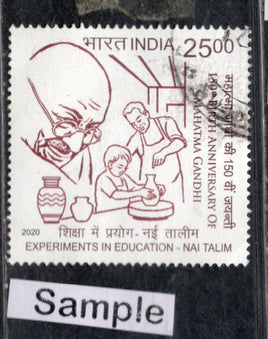 भारत INDIA 25.00
महात्मा गाँधी की 150 वीं जयन्ती
150th BIRTH ANNIVERSARY OF
MAHATMA GANDHI
2020 शिक्षा में प्रयोग - नई तालीम
EXPERIMENTS IN EDUCATION - NAI TALIM
Sample